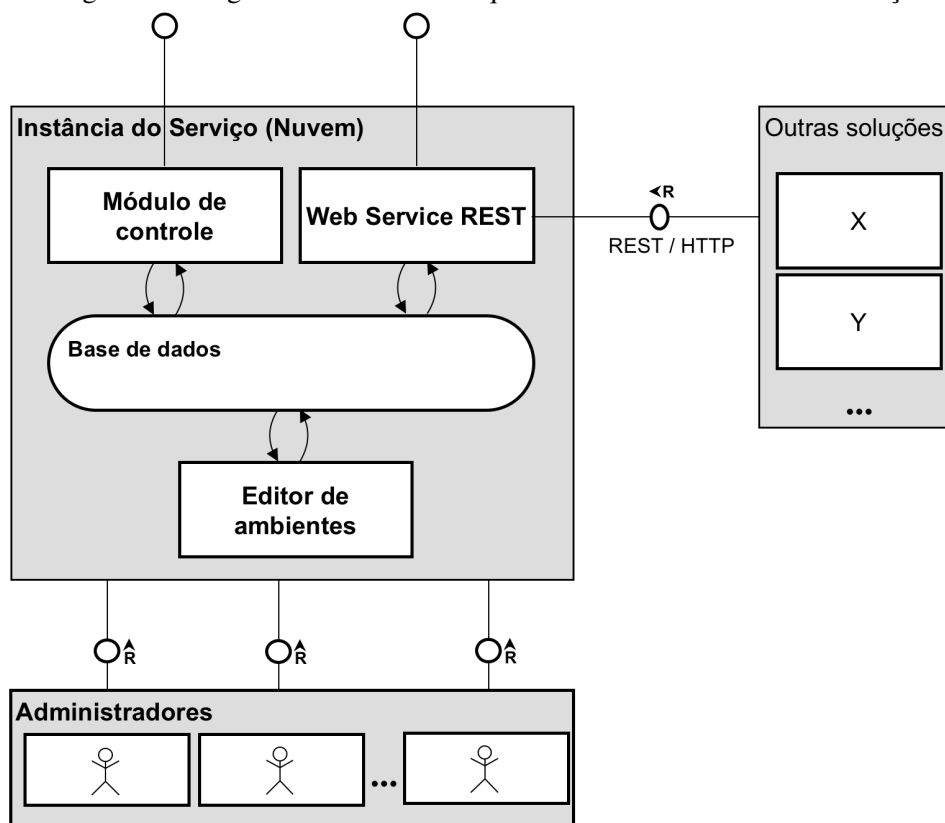 Instância do Serviço (Nuvem)
Outras soluções
Módulo de
controle
Web Service REST
R
REST / HTTP
X
Y
...
Base de dados
Editor de
ambientes
R
R
R
Administradores
...